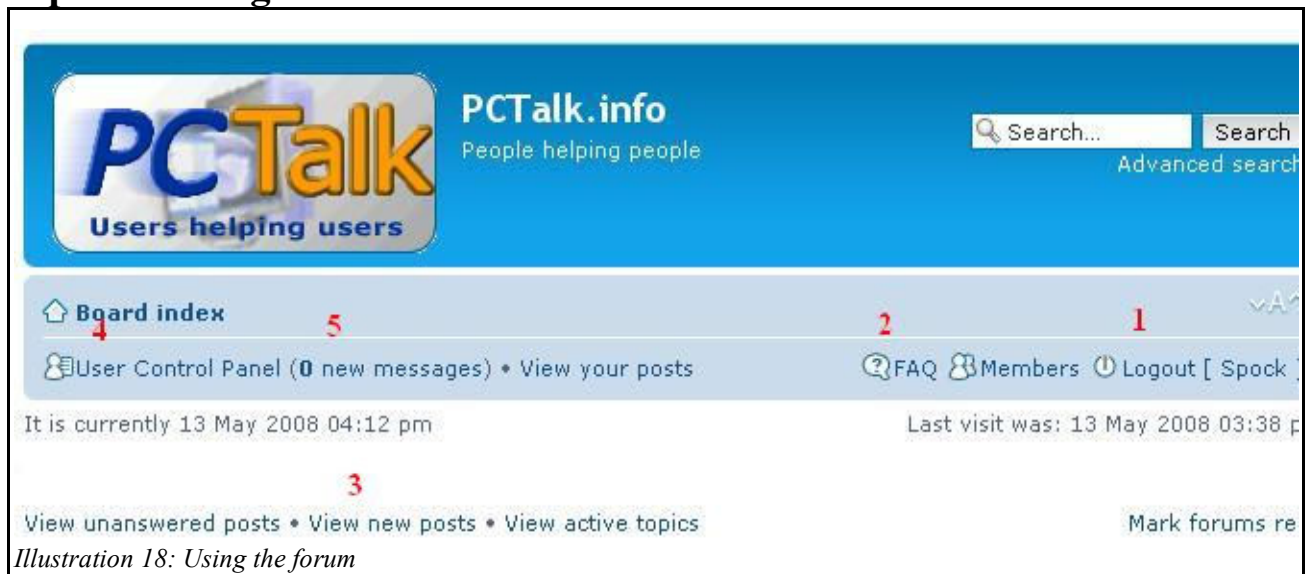 PCTalk
Users helping users
PCTalk.info
People helping people
Search... Search
Advanced search
Board index
A
4 5 2 1
User Control Panel (0 new messages) • View your posts FAQ Members Logout [ Spock ]
It is currently 13 May 2008 04:12 pm Last visit was: 13 May 2008 03:38 p
3
View unanswered posts • View new posts • View active topics Mark forums re
Illustration 18: Using the forum